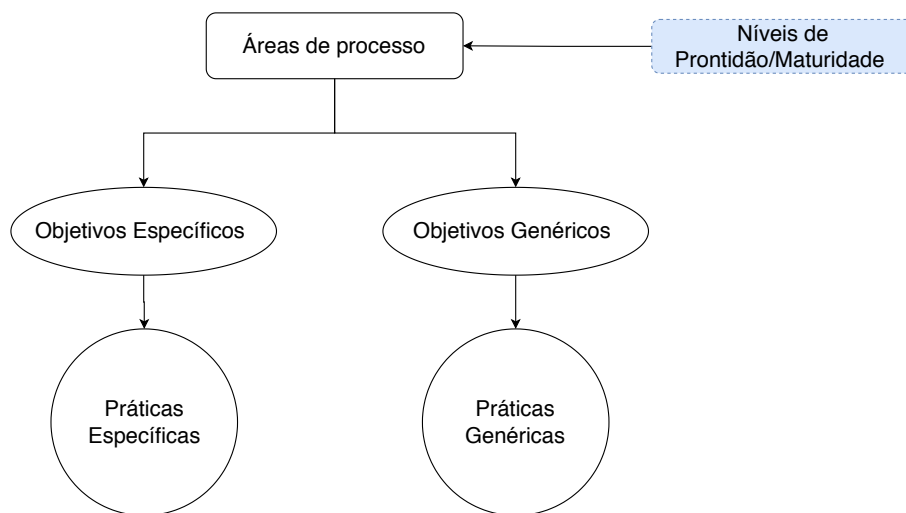 Áreas de processo
Níveis de
Prontidão/Maturidade
Objetivos Específicos
Objetivos Genéricos
Práticas
Específicas
Práticas
Genéricas